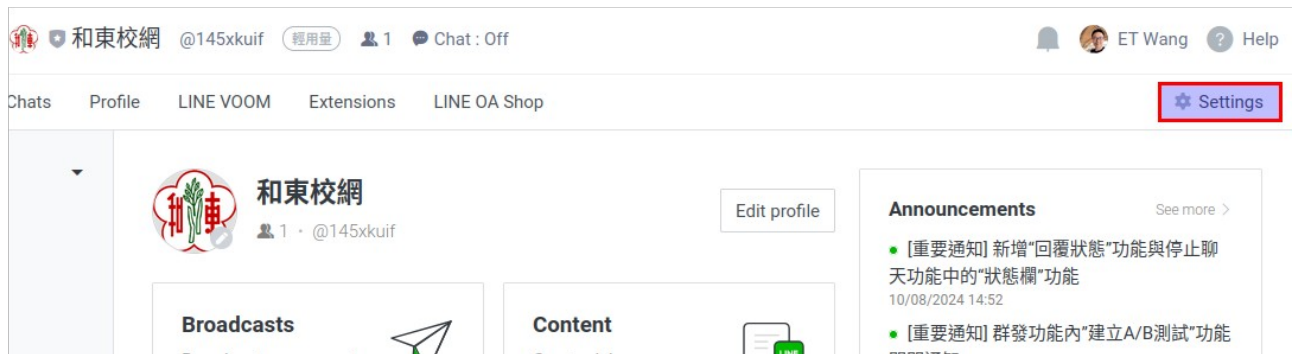 和東校網 @145xkuif 輕用量 1 Chat : Off ET Wang ? Help
Chats Profile LINE VOOM Extensions LINE OA Shop Settings
和東校網
1 · @145xkuif
Edit profile
Announcements See more
[重要通知] 新增“回覆狀態”功能與停止聊
天功能中的“狀態欄”功能
10/08/2024 14:52
[重要通知] 群發功能內“建立A/B測試”功能
Broadcasts
Content
LINE